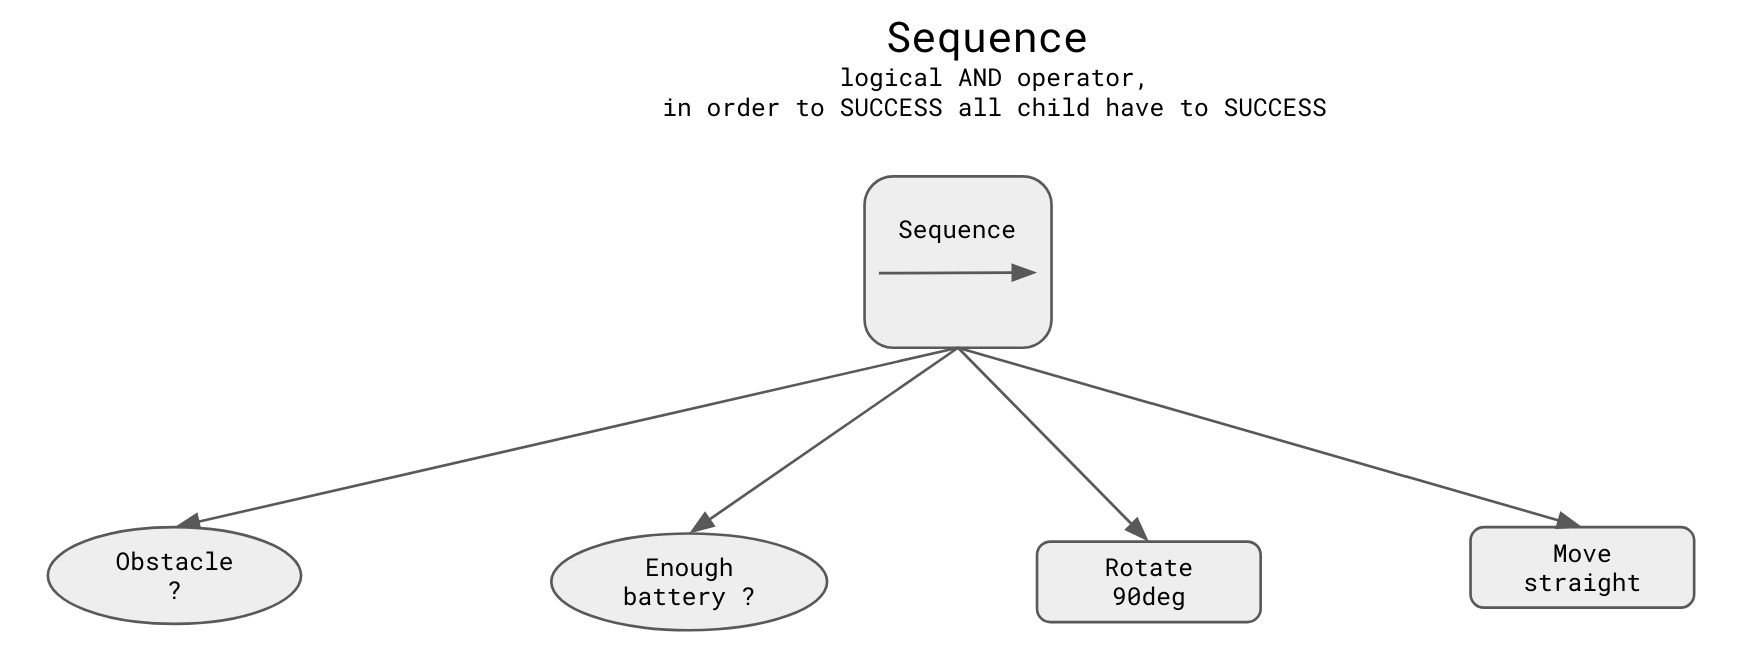 Sequence
logical AND operator,
in order to SUCCESS all child have to SUCCESS
Sequence
Obstacle
?
Enough
battery ?
Rotate
90deg
Move
straight